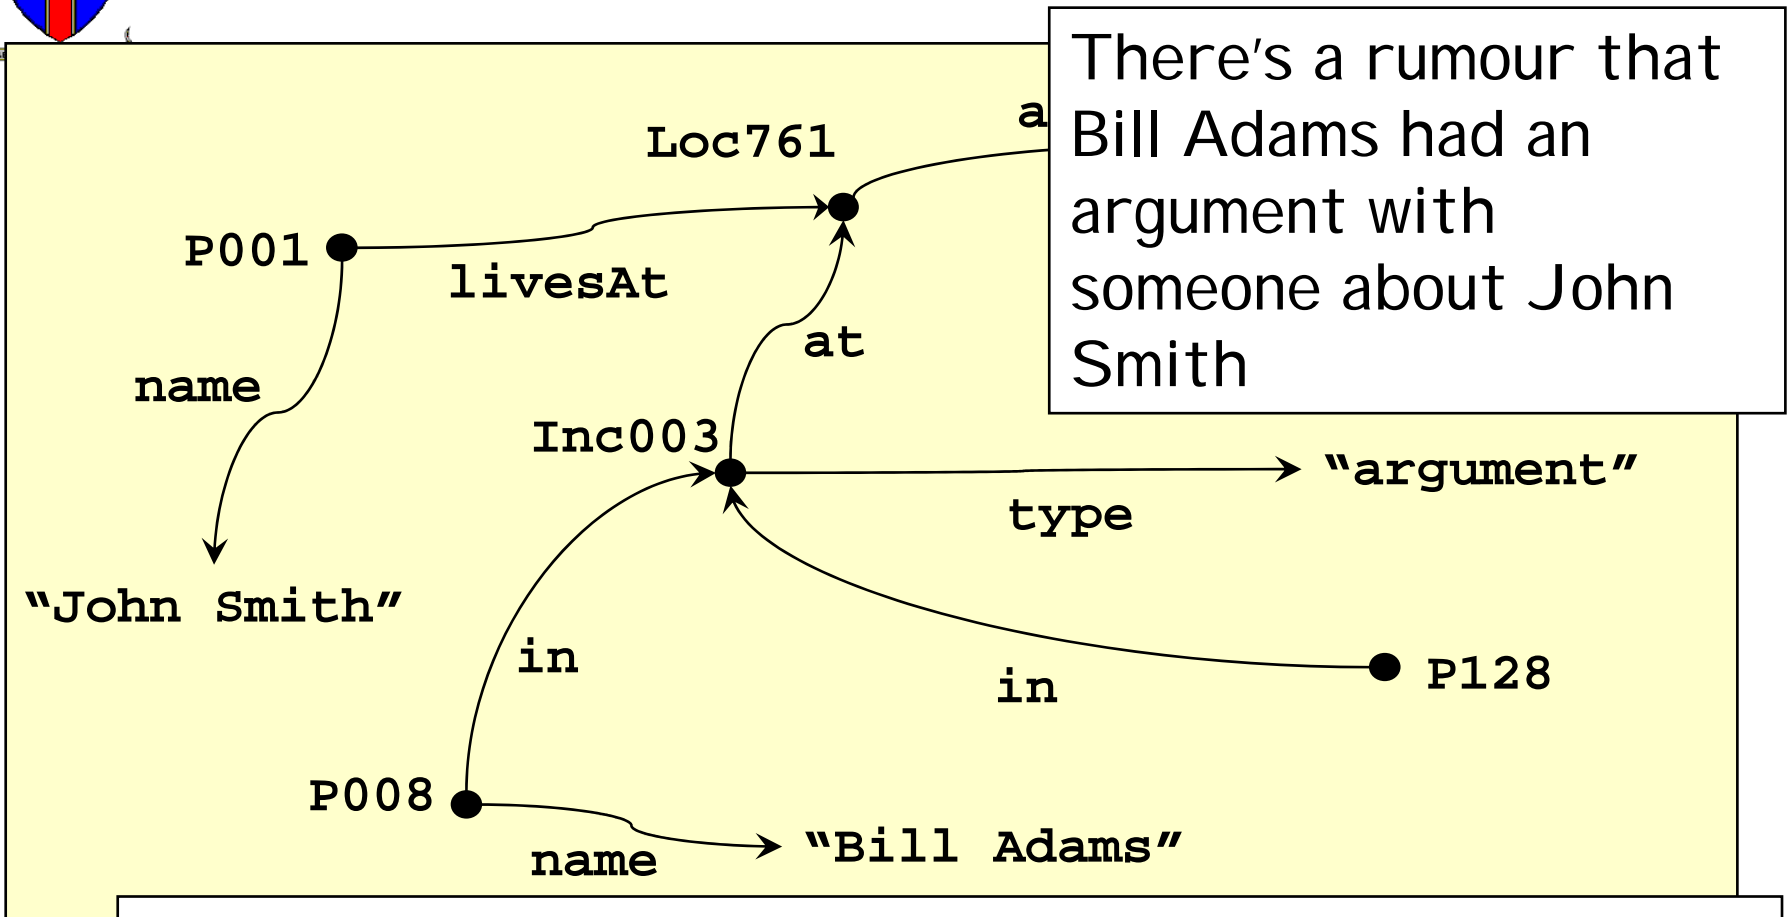 There's a rumour that
Bill Adams had an
argument with
someone about John
Smith
Loc761
a
P001
livesAt
at
name
Inc003
"argument"
type
"John Smith"
in
in
P128
P008
"Bill Adams"
name